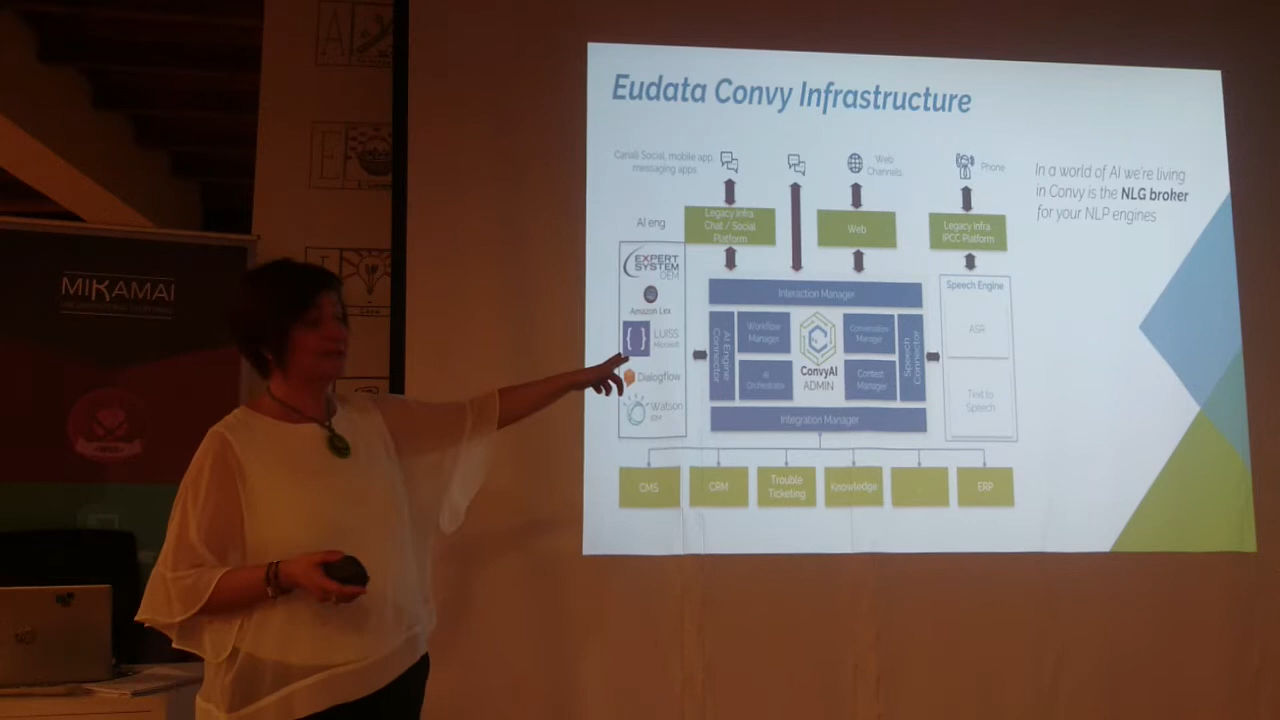 Eudata Convy Infrastructure
Canali Social, mobile app,
messaging apps
Web
Channels
Phone
In a world of AI we're living
in Convy is the NLG broker
for your NLP engines
AI eng
Legacy Infra.
Chat / Social
Platform
Web
Legacy Infra.
IPCC Platform
EXPERT
SYSTEM
OEM
Amazon Lex
LUISS
Microsoft
Dialogflow
Watson
IBM
Interaction Manager
AI Engine
Connector
Workflow
Manager
AI
Orchestrator
ConvyAI
ADMIN
Conversation
Manager
Context
Manager
Speech
Connector
Integration Manager
Speech Engine
ASR
Text to
Speech
CMS
CRM
Trouble
Ticketing
Knowledge
ERP
MIKAMAI
A
E
I